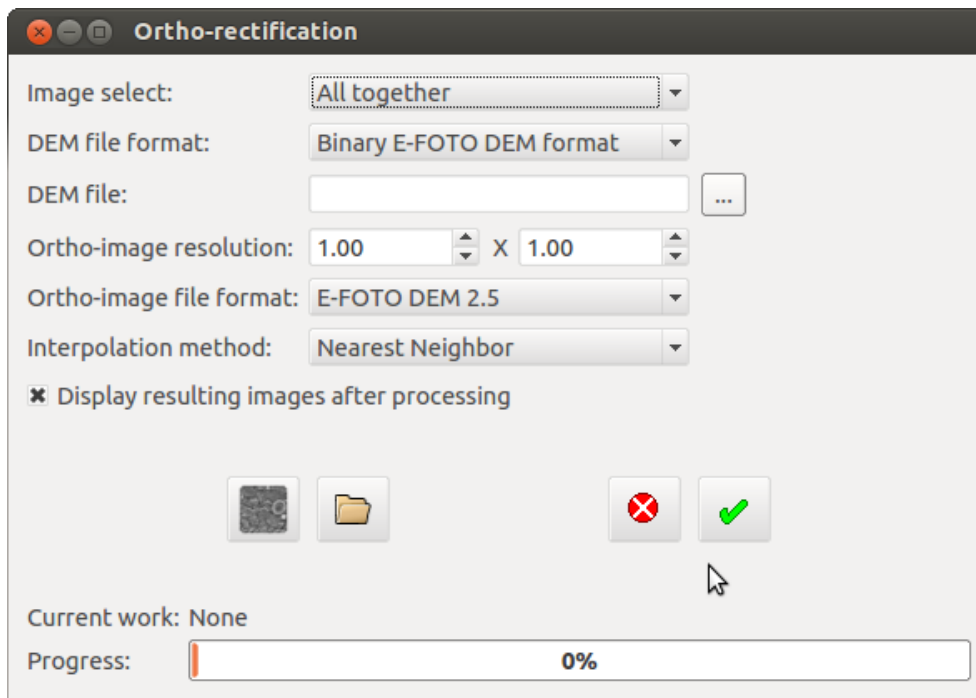 Ortho-rectification
Image select: All together
DEM file format: Binary E-FOTO DEM format
DEM file: ...
Ortho-image resolution: 1.00 X 1.00
Ortho-image file format: E-FOTO DEM 2.5
Interpolation method: Nearest Neighbor
Display resulting images after processing
Current work: None
Progress: 0%